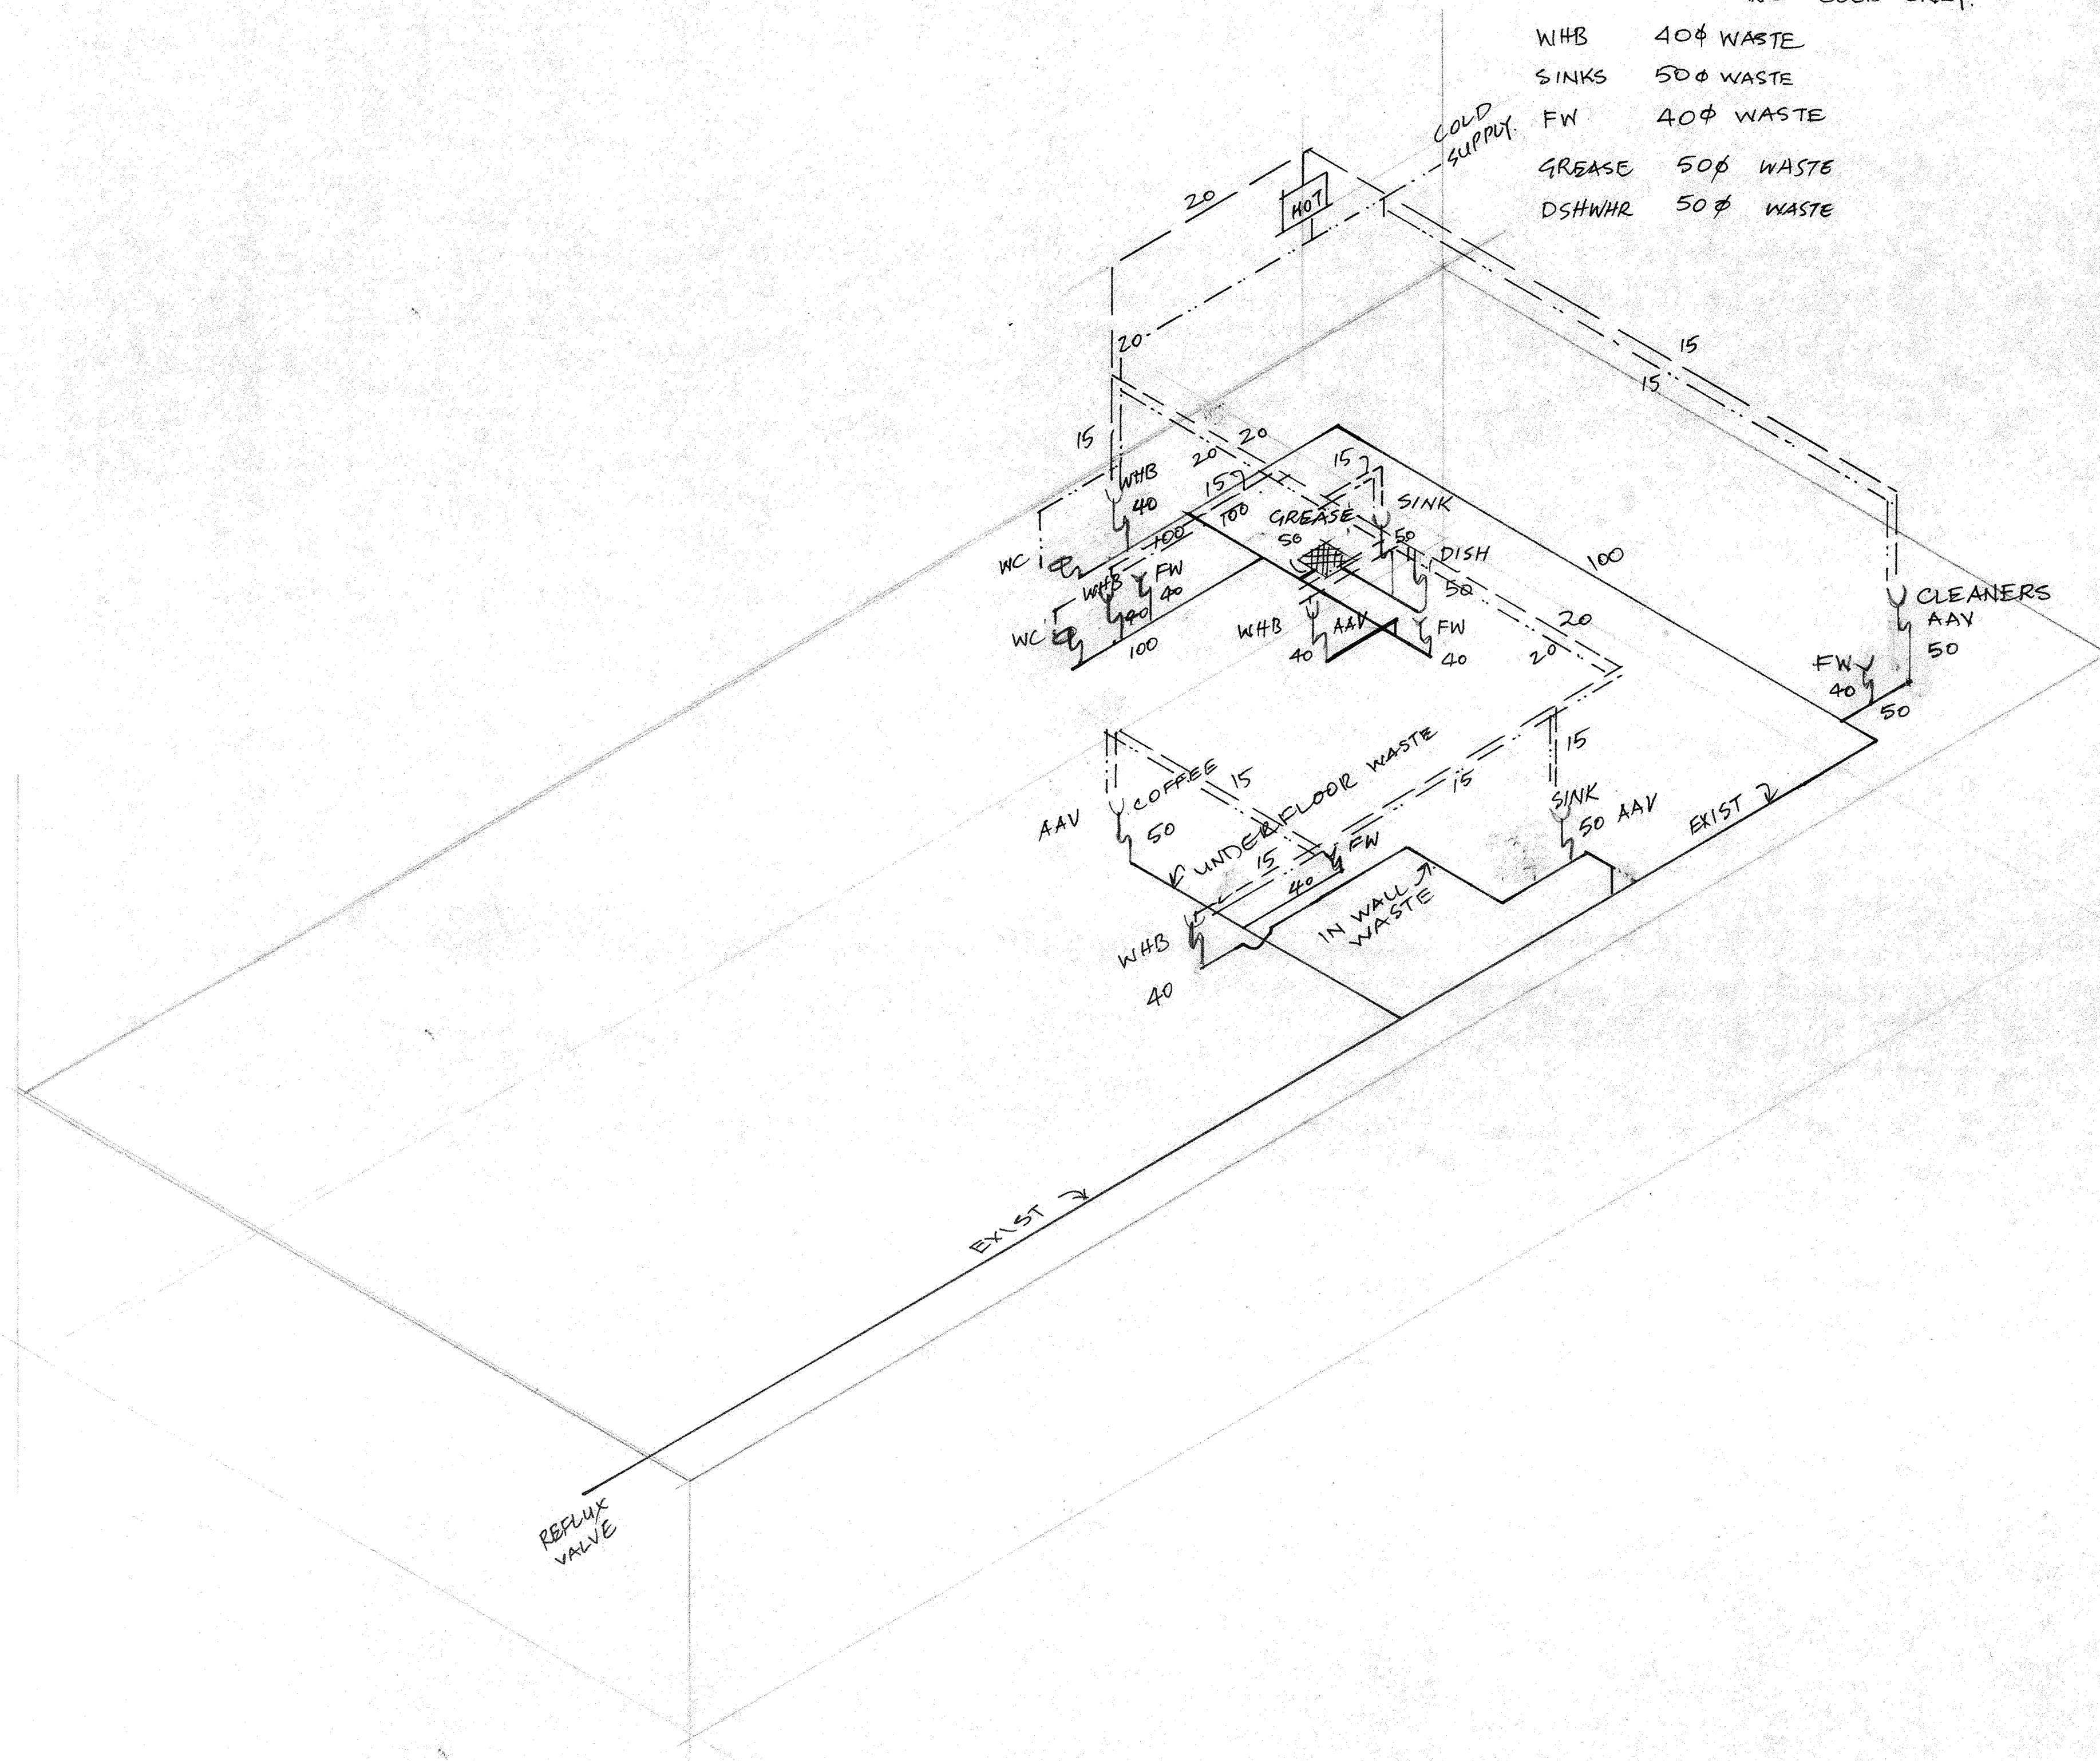 COLD ONLY.
WHB 40φ WASTE
SINKS 50φ WASTE
FW 40φ WASTE
GREASE 50φ WASTE
DSHWHR 50φ WASTE
COLD
SUPPLY.
20
HOT
20
15
15
15
20
20
WHB
40
15
15
SINK
GREASE
100
100
50
50
DISH
50
100
WC
WHB
FW
40
40
WC
100
WHB
AAV
FW
40
40
20
20
CLEANERS
AAV
50
FW
40
50
15
15
15
COFFEE
AAV
50
UNDERFLOOR WASTE
SINK
50 AAV
EXIST
FW
15
40
IN WALL
WASTE
WHB
40
EXIST
REFLUX
VALVE